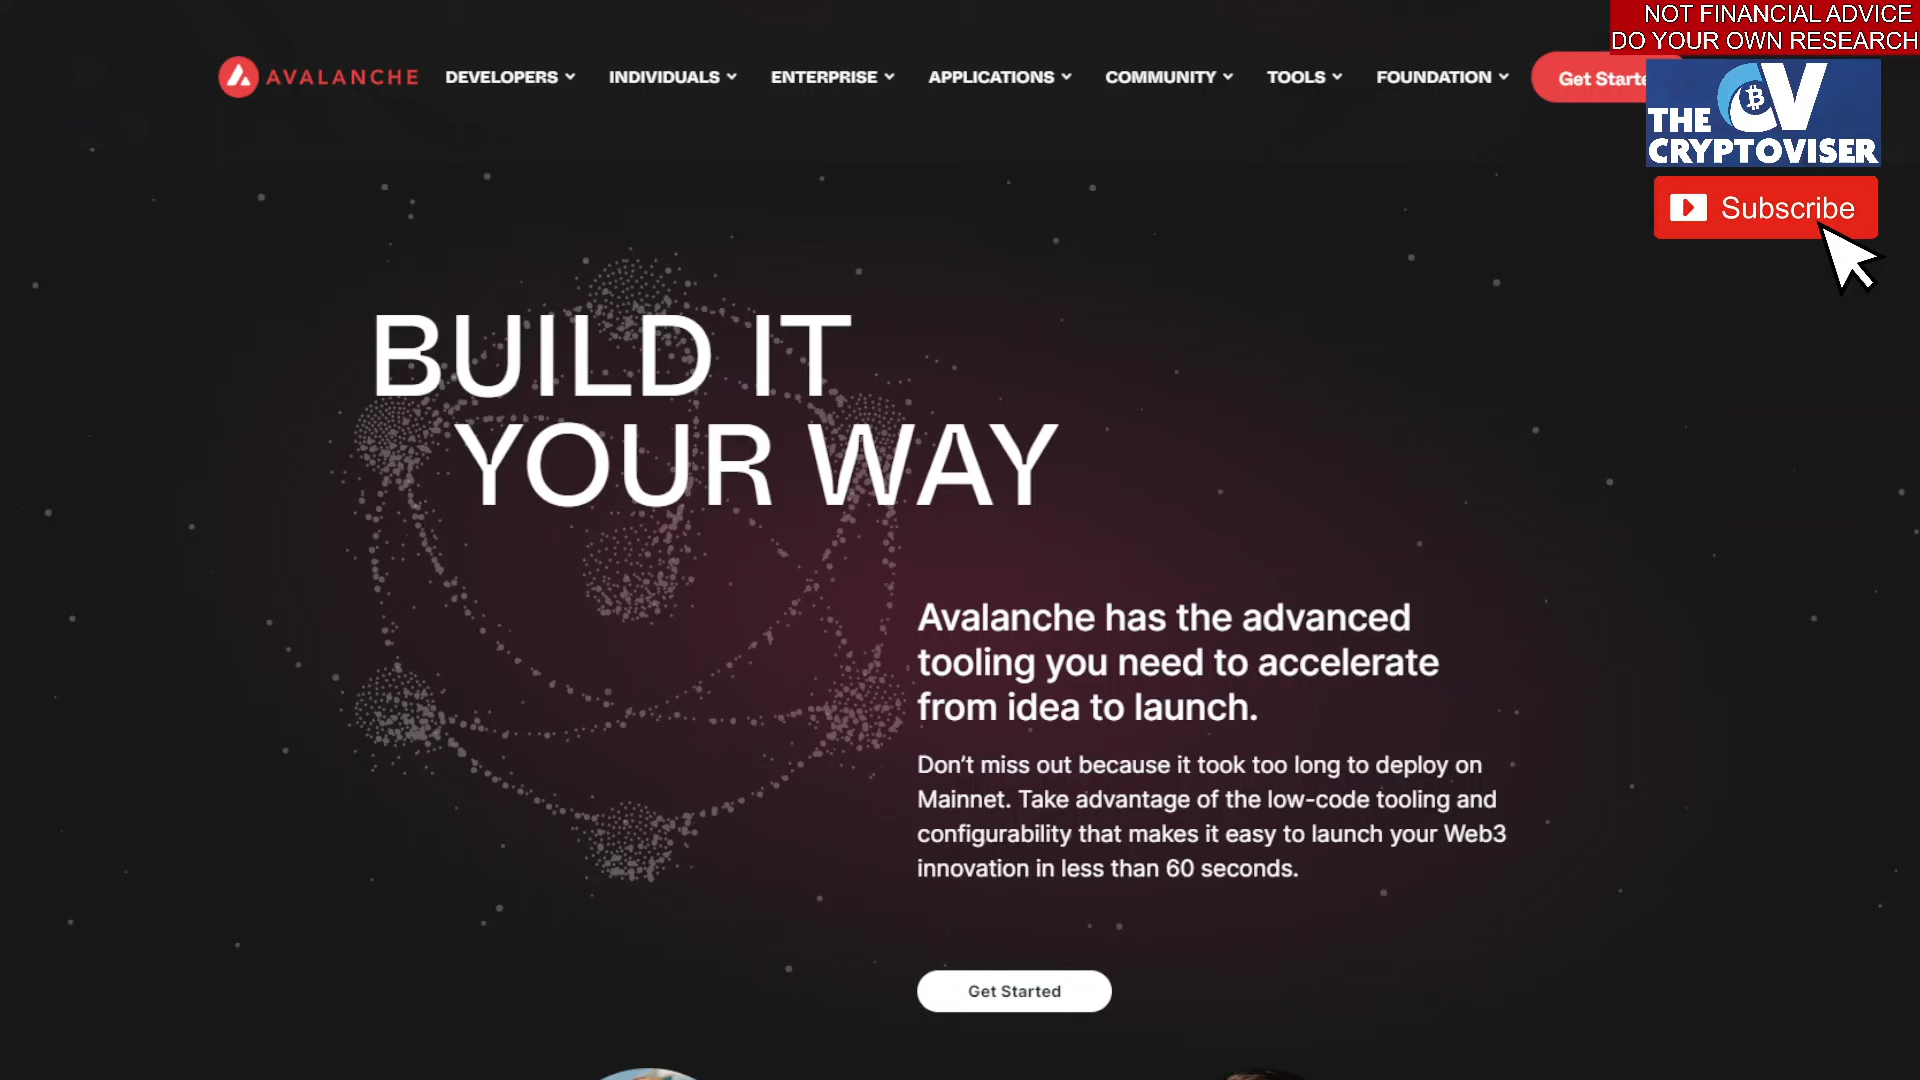 NOT FINANCIAL ADVICE
DO YOUR OWN RESEARCH
AVALANCHE DEVELOPERS INDIVIDUALS ENTERPRISE APPLICATIONS COMMUNITY TOOLS FOUNDATION Get Starte
THE CV
CRYPTOVISER
Subscribe
BUILD IT
YOUR WAY
Avalanche has the advanced
tooling you need to accelerate
from idea to launch.
Don’t miss out because it took too long to deploy on
Mainnet. Take advantage of the low-code tooling and
configurability that makes it easy to launch your Web3
innovation in less than 60 seconds.
Get Started